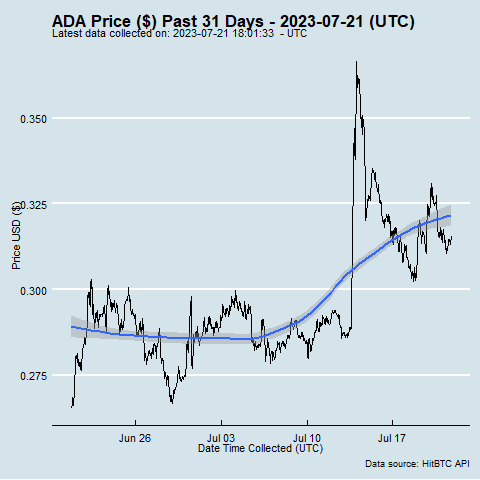 ADA Price ($) Past 31 Days - 2023-07-21 (UTC)
Latest data collected on: 2023-07-21 18:01:33 - UTC
0.350
0.325
0.300
0.275
Price USD ($)
Jun 26 Jul 03 Jul 10 Jul 17
Date Time Collected (UTC)
Data source: HitBTC API